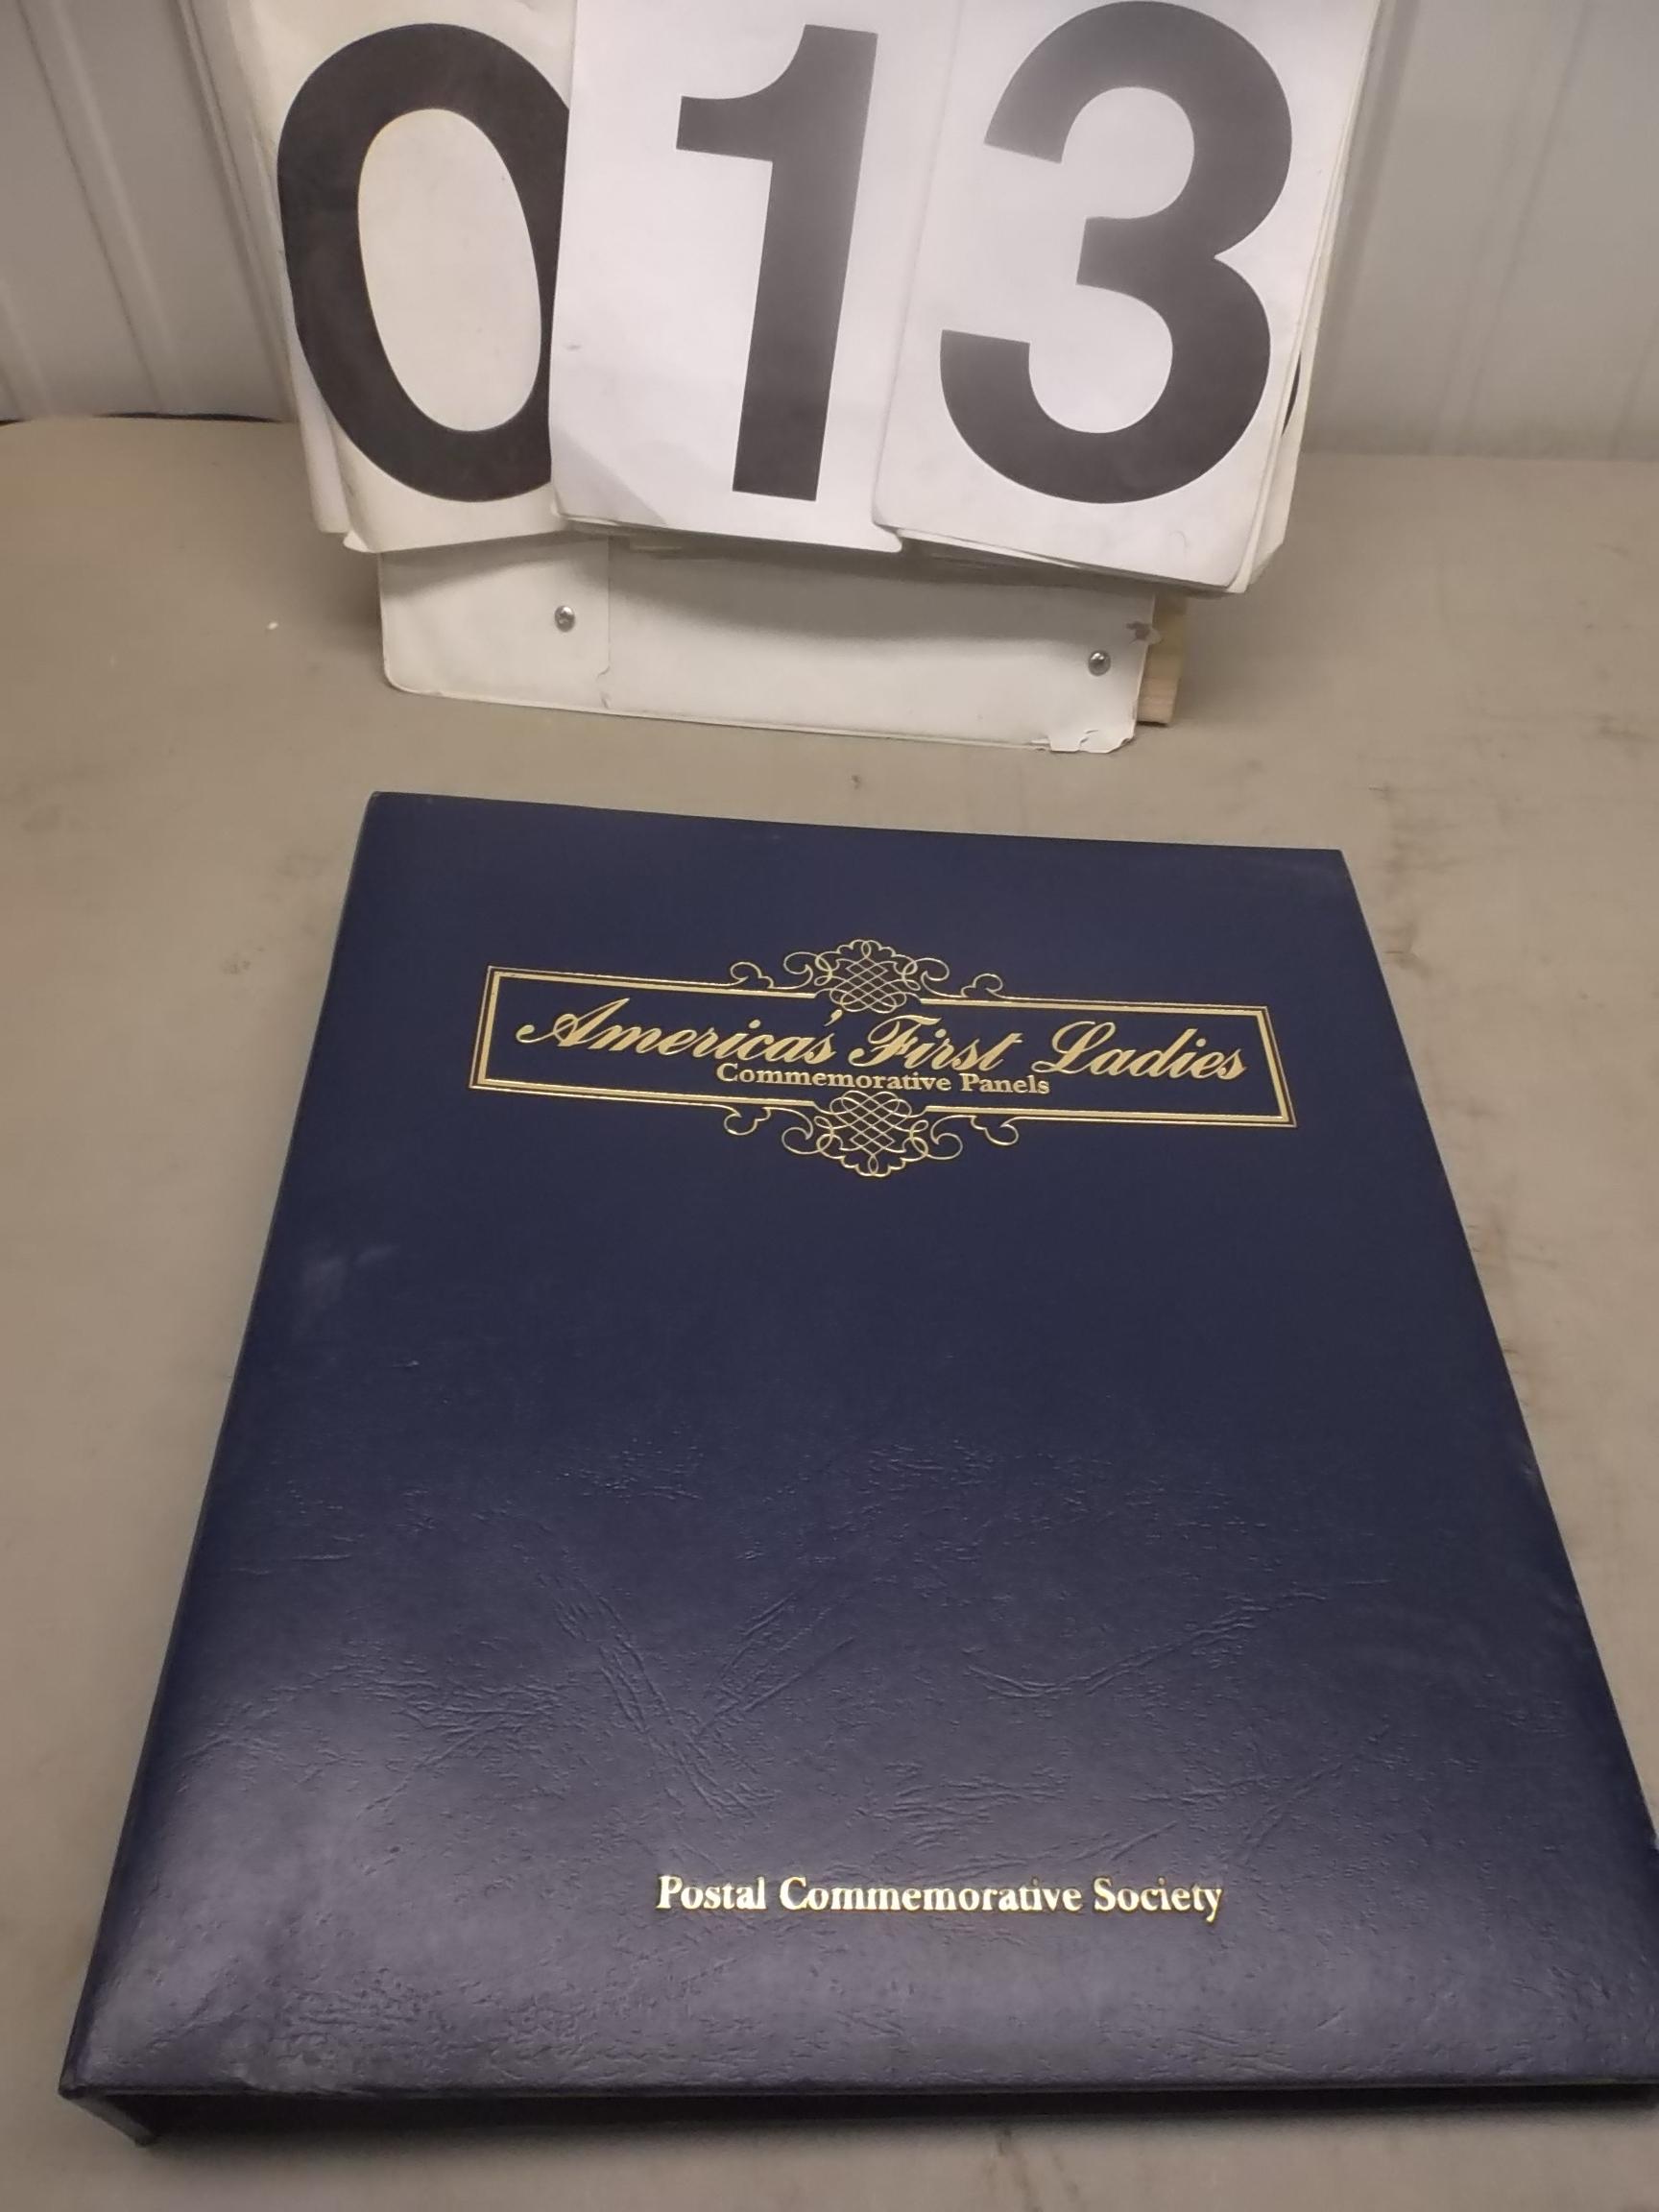 013
America's First Ladies
Commemorative Panels
Postal Commemorative Society